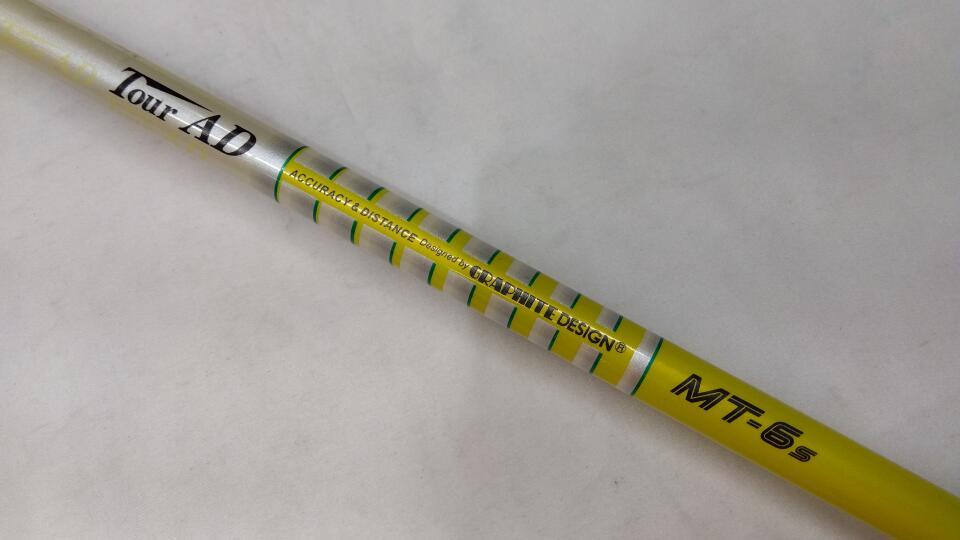 Tour AD
ACCURACY & DISTANCE Designed by GRAPHITE DESIGN®
MT-6s